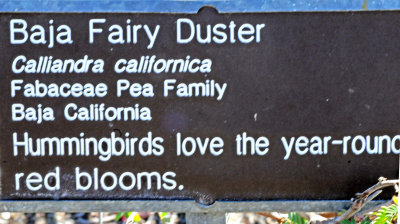 Baja Fairy Duster
Calliandra californica
Fabaceae Pea Family
Baja California
Hummingbirds love the year-round
red blooms.